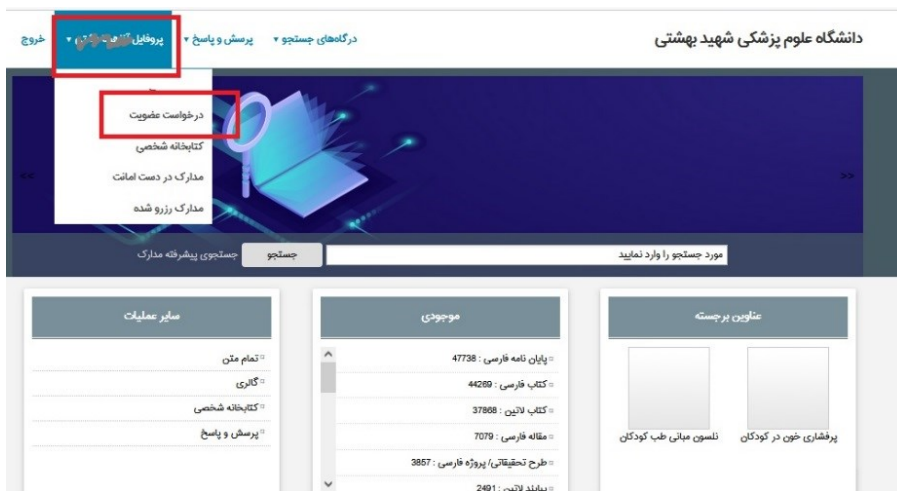 دانشگاه علوم پزشکی شهید بهشتی
درگاه‌های جستجو ▾
پرسش و پاسخ ▾
پروفایل
خروج
درخواست عضویت
کتابخانه شخصی
مدارک در دست امانت
مدارک رزرو شده
<<
>>
مورد جستجو را وارد نمایید
جستجو
جستجوی پیشرفته مدارک
عناوین برجسته
پرفشاری خون در کودکان
نلسون مبانی طب کودکان
موجودی
پایان نامه فارسی : 47738
کتاب فارسی : 44269
کتاب لاتین : 37868
مقاله فارسی : 7079
طرح تحقیقاتی/ پروژه فارسی : 3857
پیایند لاتین : 2491
سایر عملیات
تمام متن
گالری
کتابخانه شخصی
پرسش و پاسخ